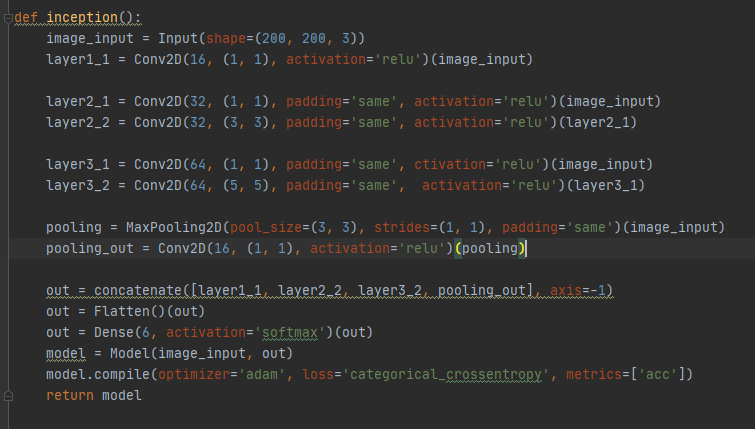 def inception():
    image_input = Input(shape=(200, 200, 3))
    layer1_1 = Conv2D(16, (1, 1), activation='relu')(image_input)
    layer2_1 = Conv2D(32, (1, 1), padding='same', activation='relu')(image_input)
    layer2_2 = Conv2D(32, (3, 3), padding='same', activation='relu')(layer2_1)
    layer3_1 = Conv2D(64, (1, 1), padding='same', ctivation='relu')(image_input)
    layer3_2 = Conv2D(64, (5, 5), padding='same',  activation='relu')(layer3_1)
    pooling = MaxPooling2D(pool_size=(3, 3), strides=(1, 1), padding='same')(image_input)
    pooling_out = Conv2D(16, (1, 1), activation='relu')(pooling)
    out = concatenate([layer1_1, layer2_2, layer3_2, pooling_out], axis=-1)
    out = Flatten()(out)
    out = Dense(6, activation='softmax')(out)
    model = Model(image_input, out)
    model.compile(optimizer='adam', loss='categorical_crossentropy', metrics=['acc'])
    return model